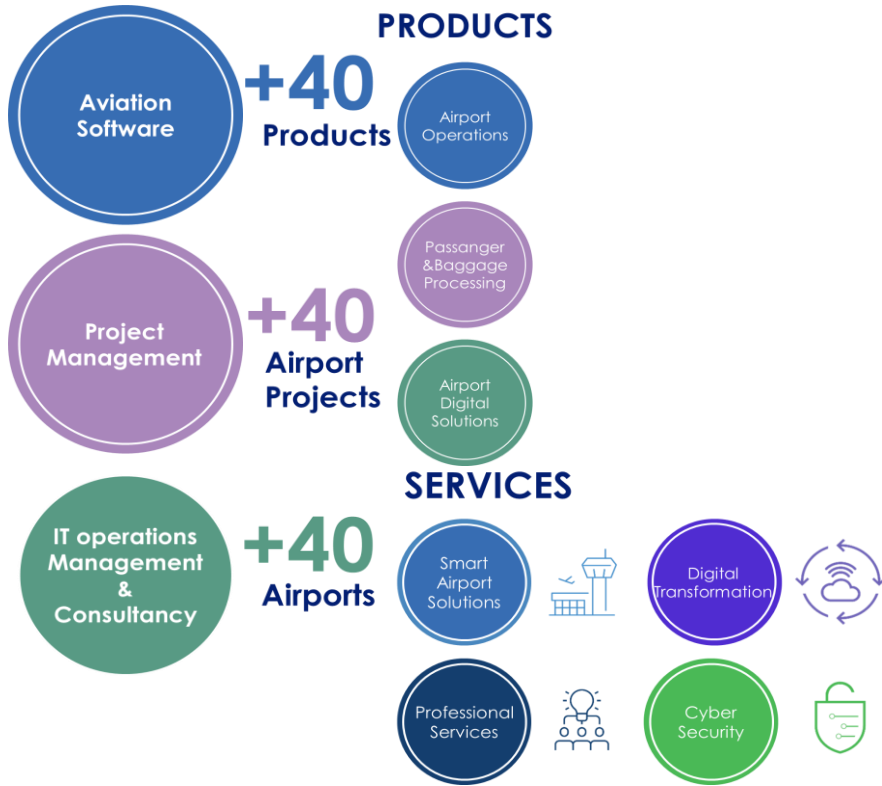 Aviation
Software
+40
Products
Project
Management
+40
Airport
Projects
IT operations
Management
&
Consultancy
+40
Airports
PRODUCTS
Airport
Operations
Passanger
&Baggage
Processing
Airport
Digital
Solutions
SERVICES
Smart
Airport
Solutions
Digital
Transformation
Professional
Services
Cyber
Security